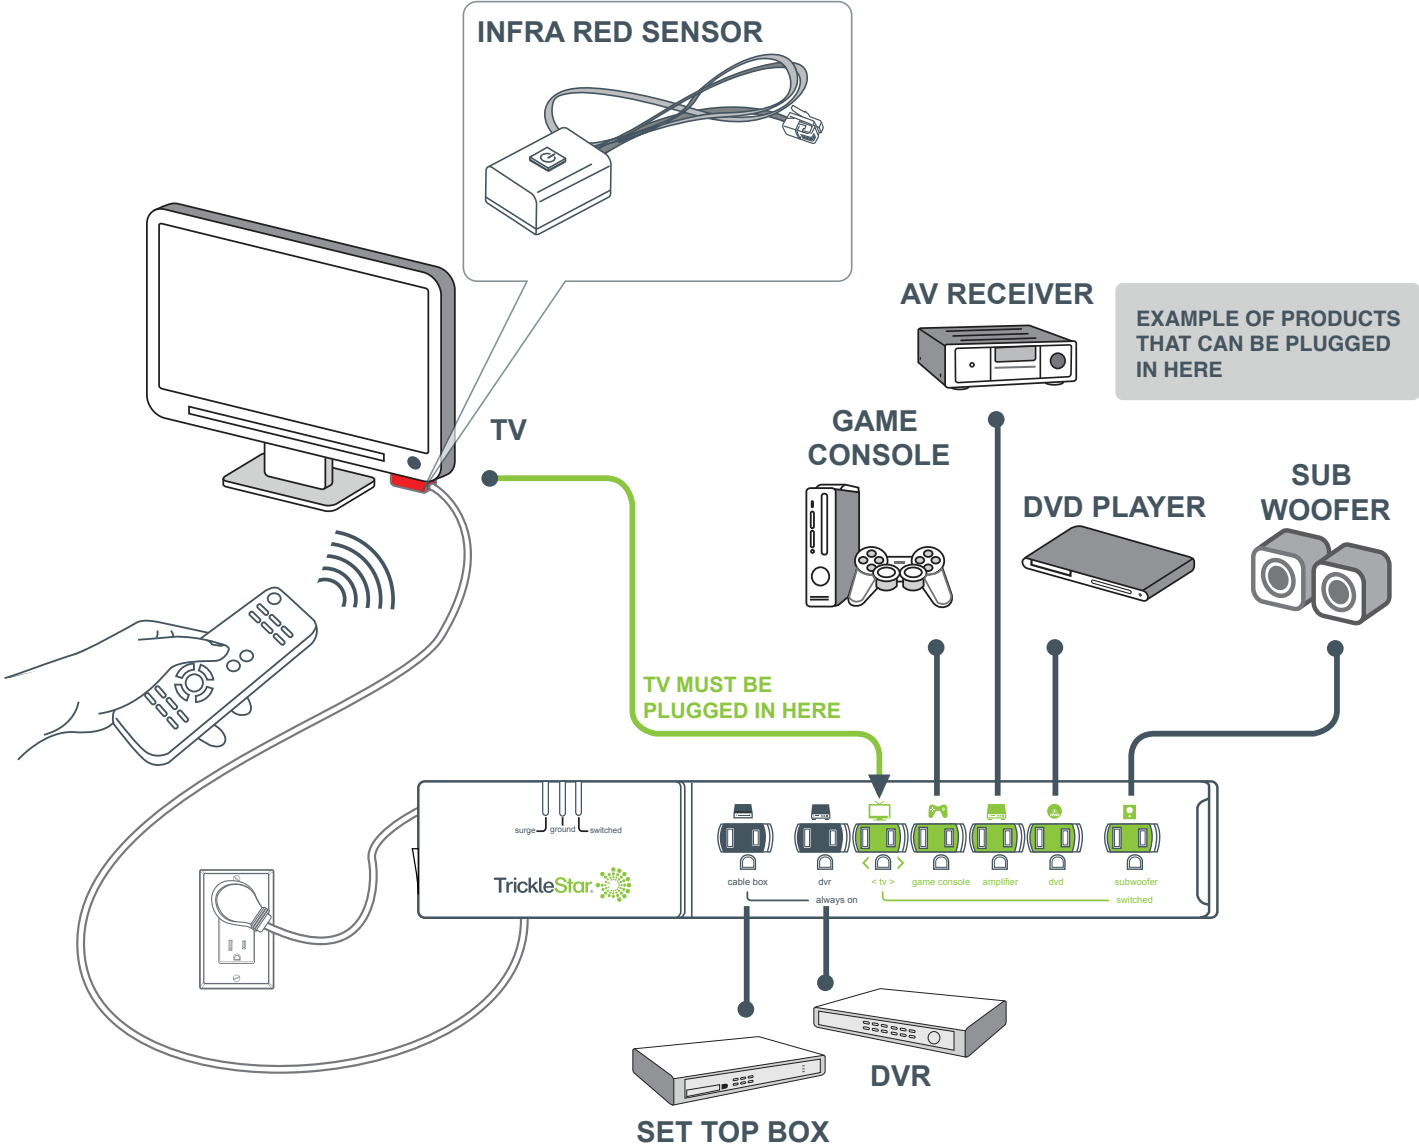 INFRA RED SENSOR
AV RECEIVER
EXAMPLE OF PRODUCTS
THAT CAN BE PLUGGED
IN HERE
TV
GAME
CONSOLE
DVD PLAYER
SUB
WOOFER
TV MUST BE
PLUGGED IN HERE
surge
ground
switched
TrickleStar
cable box
dvr
< tv >
game console
amplifier
dvd
subwoofer
always on
switched
DVR
SET TOP BOX